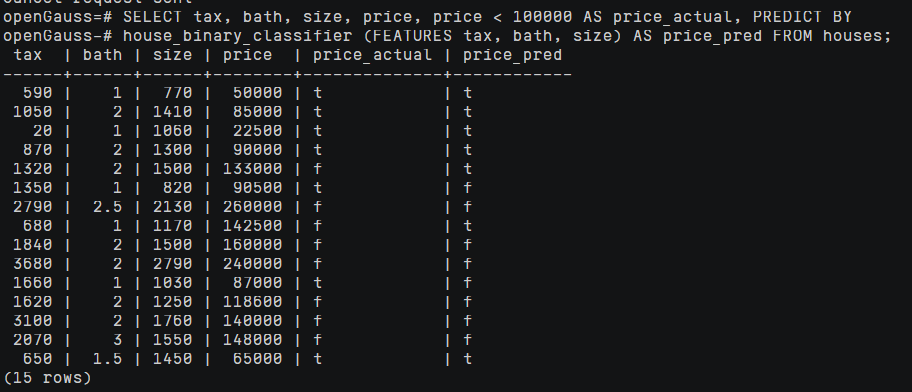 openGauss=# SELECT tax, bath, size, price, price < 100000 AS price_actual, PREDICT BY
openGauss-# house_binary_classifier (FEATURES tax, bath, size) AS price_pred FROM houses;
 tax  | bath | size | price  | price_actual | price_pred
------+------+------+--------+--------------+------------
  590 |    1 |  770 |  50000 | t            | t
 1050 |    2 | 1410 |  85000 | t            | t
   20 |    1 | 1060 |  22500 | t            | t
  870 |    2 | 1300 |  90000 | t            | t
 1320 |    2 | 1500 | 133000 | f            | t
 1350 |    1 |  820 |  90500 | t            | f
 2790 |  2.5 | 2130 | 260000 | f            | f
  680 |    1 | 1170 | 142500 | f            | t
 1840 |    2 | 1500 | 160000 | f            | f
 3680 |    2 | 2790 | 240000 | f            | f
 1660 |    1 | 1030 |  87000 | t            | t
 1620 |    2 | 1250 | 118600 | f            | f
 3100 |    2 | 1760 | 140000 | f            | f
 2070 |    3 | 1550 | 148000 | f            | f
  650 |  1.5 | 1450 |  65000 | t            | t
(15 rows)